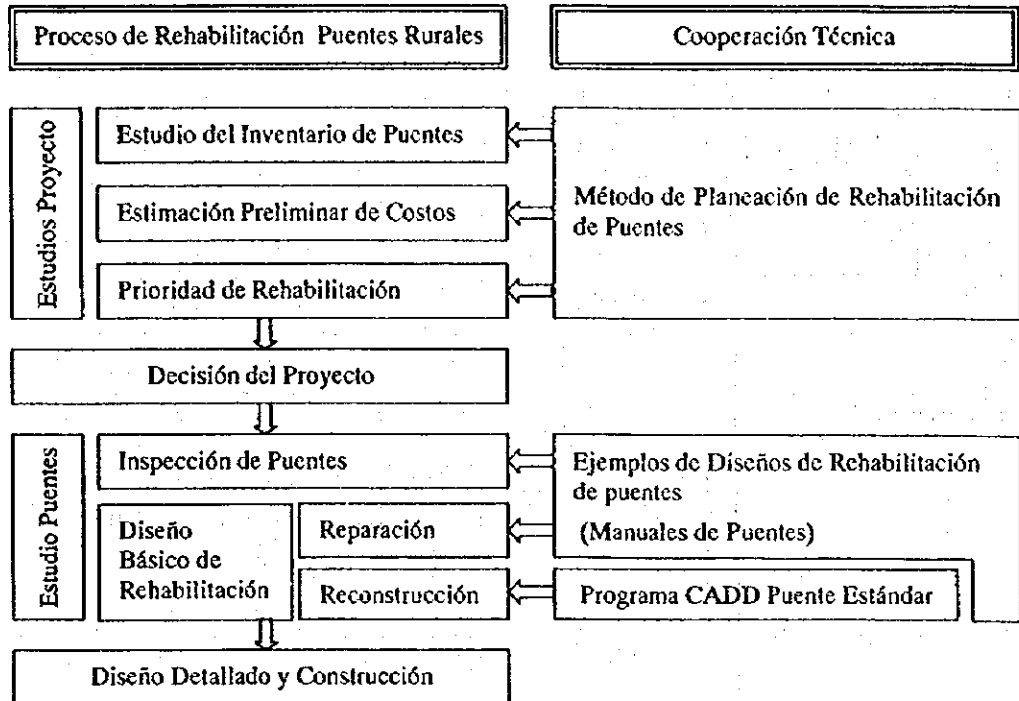 Proceso de Rehabilitación Puentes Rurales
Cooperación Técnica
Estudios Proyecto
Estudio del Inventario de Puentes
Estimación Preliminar de Costos
Prioridad de Rehabilitación
Método de Planeación de Rehabilitación
de Puentes
Decisión del Proyecto
Estudio Puentes
Inspección de Puentes
Diseño
Básico de
Rehabilitación
Reparación
Reconstrucción
Ejemplos de Diseños de Rehabilitación
de puentes
(Manuales de Puentes)
Programa CADD Puente Estándar
Diseño Detallado y Construcción